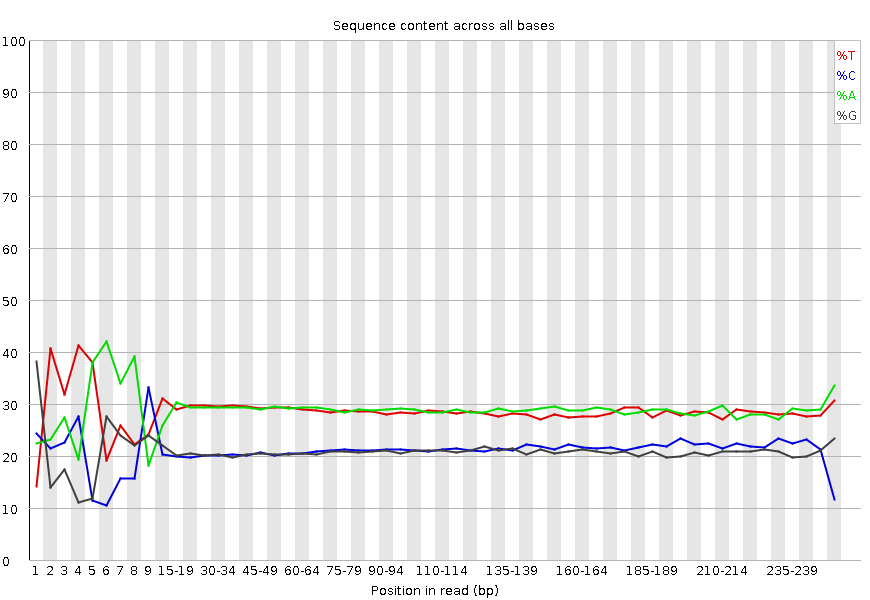 Sequence content across all bases
100
90
80
70
60
50
40
30
20
10
0
%T
%C
%A
%G
1 2 3 4 5 6 7 8 9 15-19 30-34 45-49 60-64 75-79 90-94 110-114 135-139 160-164 185-189 210-214 235-239
Position in read (bp)